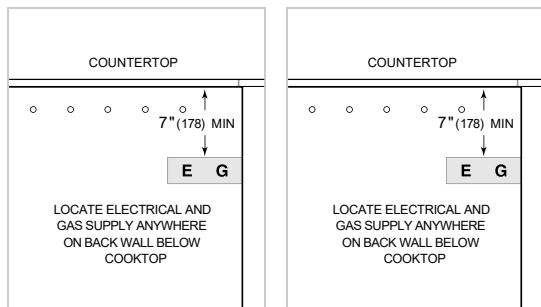 COUNTERTOP
7"(178) MIN
E G
LOCATE ELECTRICAL AND
GAS SUPPLY ANYWHERE
ON BACK WALL BELOW
COOKTOP
COUNTERTOP
7"(178) MIN
E G
LOCATE ELECTRICAL AND
GAS SUPPLY ANYWHERE
ON BACK WALL BELOW
COOKTOP